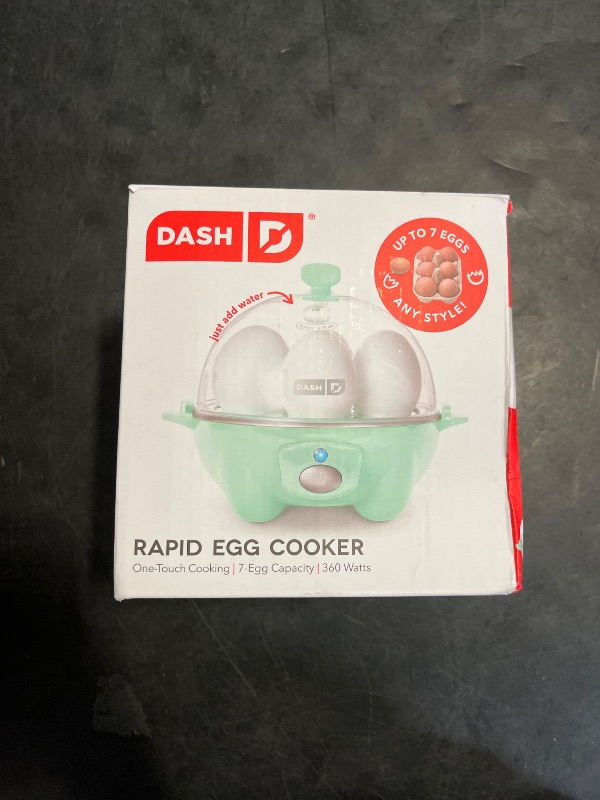 DASH D®
UP TO 7 EGGS
ANY STYLE!
just add water
DASH D
RAPID EGG COOKER
One-Touch Cooking | 7-Egg Capacity | 360 Watts